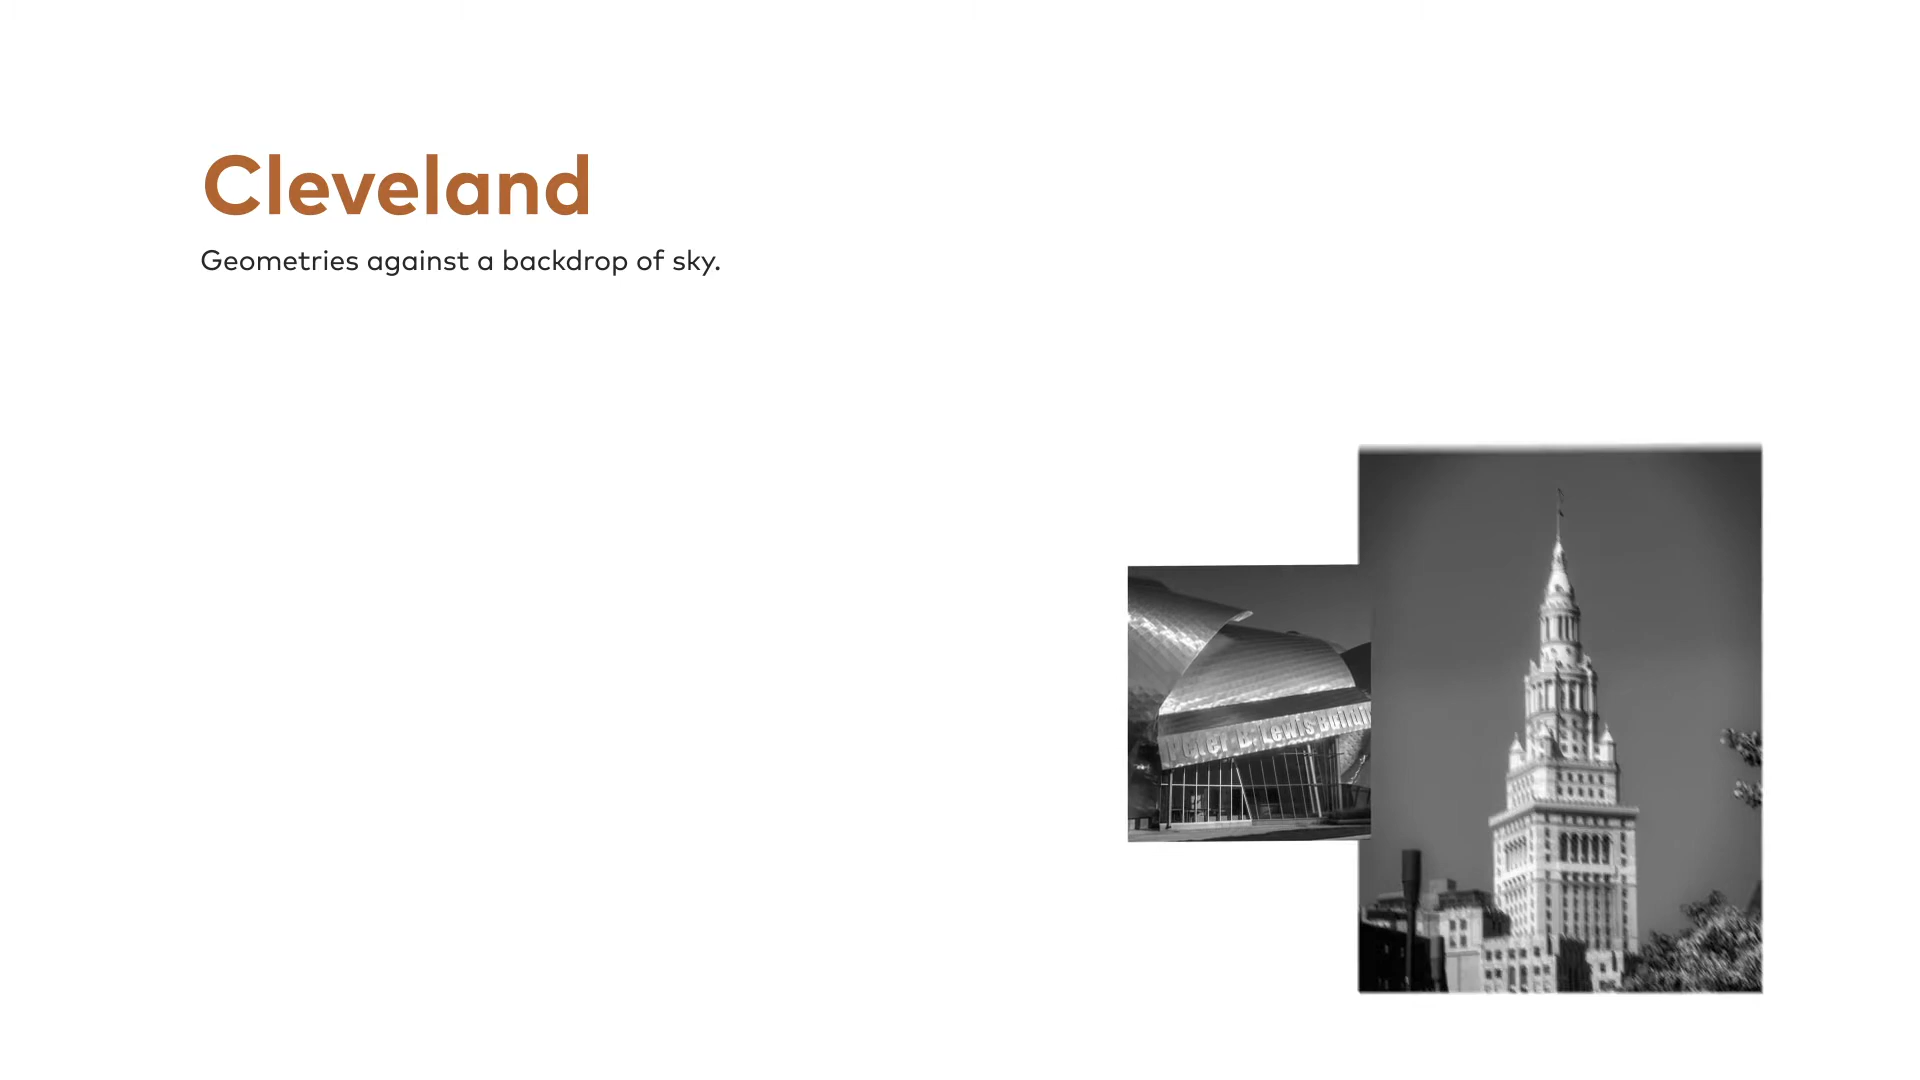 Cleveland
Geometries against a backdrop of sky.
Peter B. Lewis Buildi